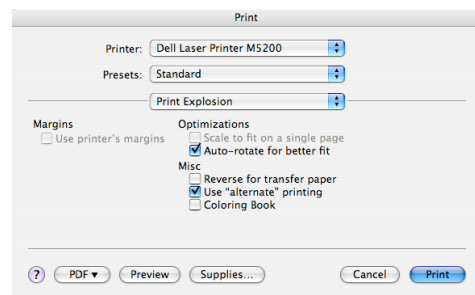 Print
Printer: Dell Laser Printer M5200
Presets: Standard
Print Explosion
Margins
Use printer's margins
Optimizations
Scale to fit on a single page
Auto-rotate for better fit
Misc
Reverse for transfer paper
Use "alternate" printing
Coloring Book
? PDF▼ Preview Supplies... Cancel Print